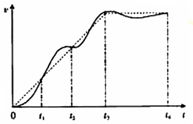 v
0 t₁ t₂ t₃ t₄ t